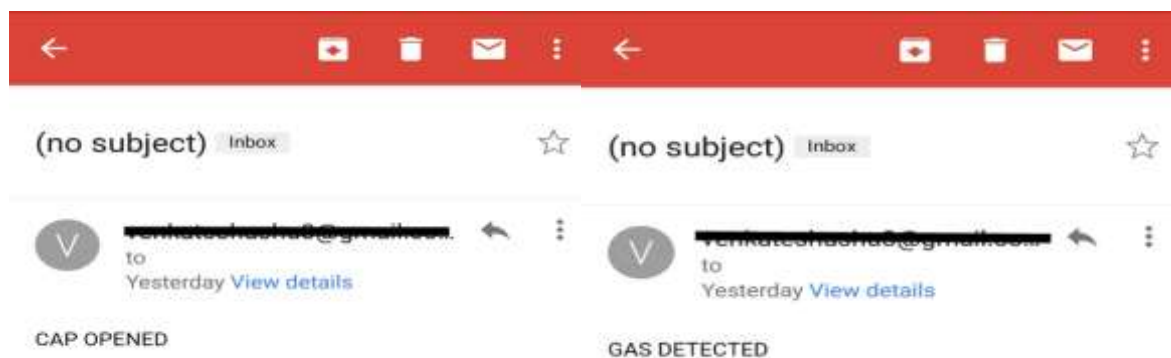 (no subject) Inbox
V
to
Yesterday View details
CAP OPENED
(no subject) Inbox
V
to
Yesterday View details
GAS DETECTED